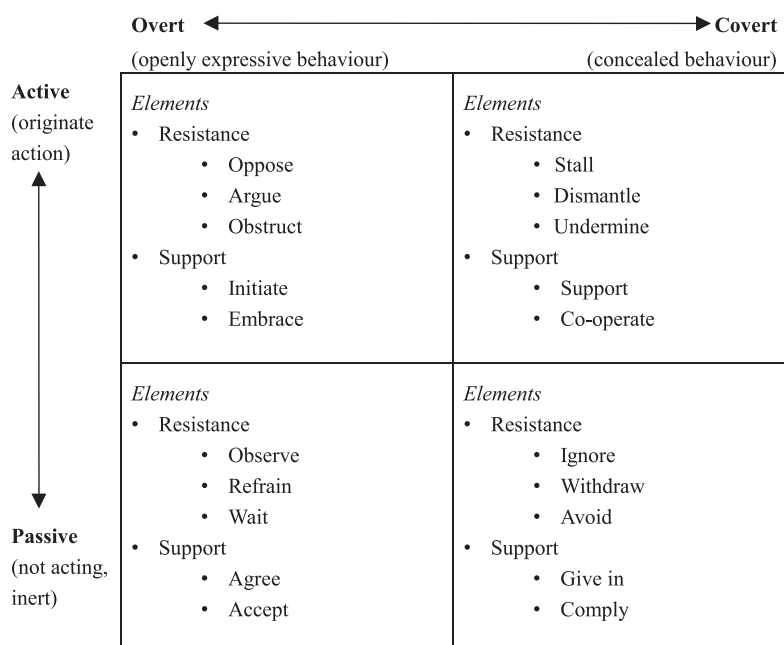 Overt
Covert
(openly expressive behaviour)
(concealed behaviour)
Active
(originate
action)
Elements
• Resistance
• Oppose
• Argue
• Obstruct
• Support
• Initiate
• Embrace
Elements
• Resistance
• Stall
• Dismantle
• Undermine
• Support
• Support
• Co-operate
Passive
(not acting,
inert)
Elements
• Resistance
• Observe
• Refrain
• Wait
• Support
• Agree
• Accept
Elements
• Resistance
• Ignore
• Withdraw
• Avoid
• Support
• Give in
• Comply